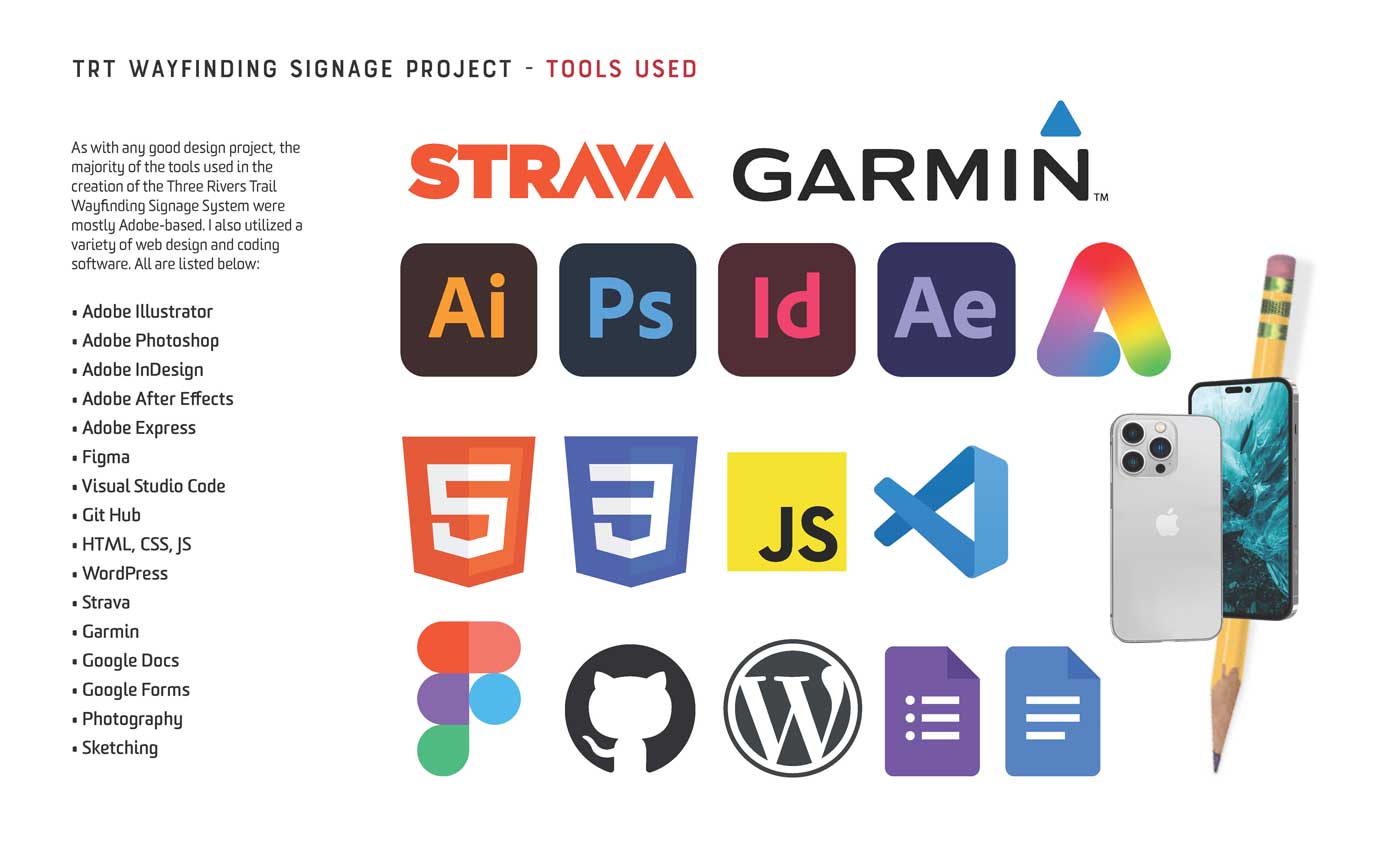 TRT WAYFINDING SIGNAGE PROJECT - TOOLS USED
As with any good design project, the
majority of the tools used in the
creation of the Three Rivers Trail
Wayfinding Signage System were
mostly Adobe-based. I also utilized a
variety of web design and coding
software. All are listed below:
• Adobe Illustrator
• Adobe Photoshop
• Adobe InDesign
• Adobe After Effects
• Adobe Express
• Figma
• Visual Studio Code
• Git Hub
• HTML, CSS, JS
• WordPress
• Strava
• Garmin
• Google Docs
• Google Forms
• Photography
• Sketching
STRAVA
GARMIN™
Ai
Ps
Id
Ae
5
3
JS
W